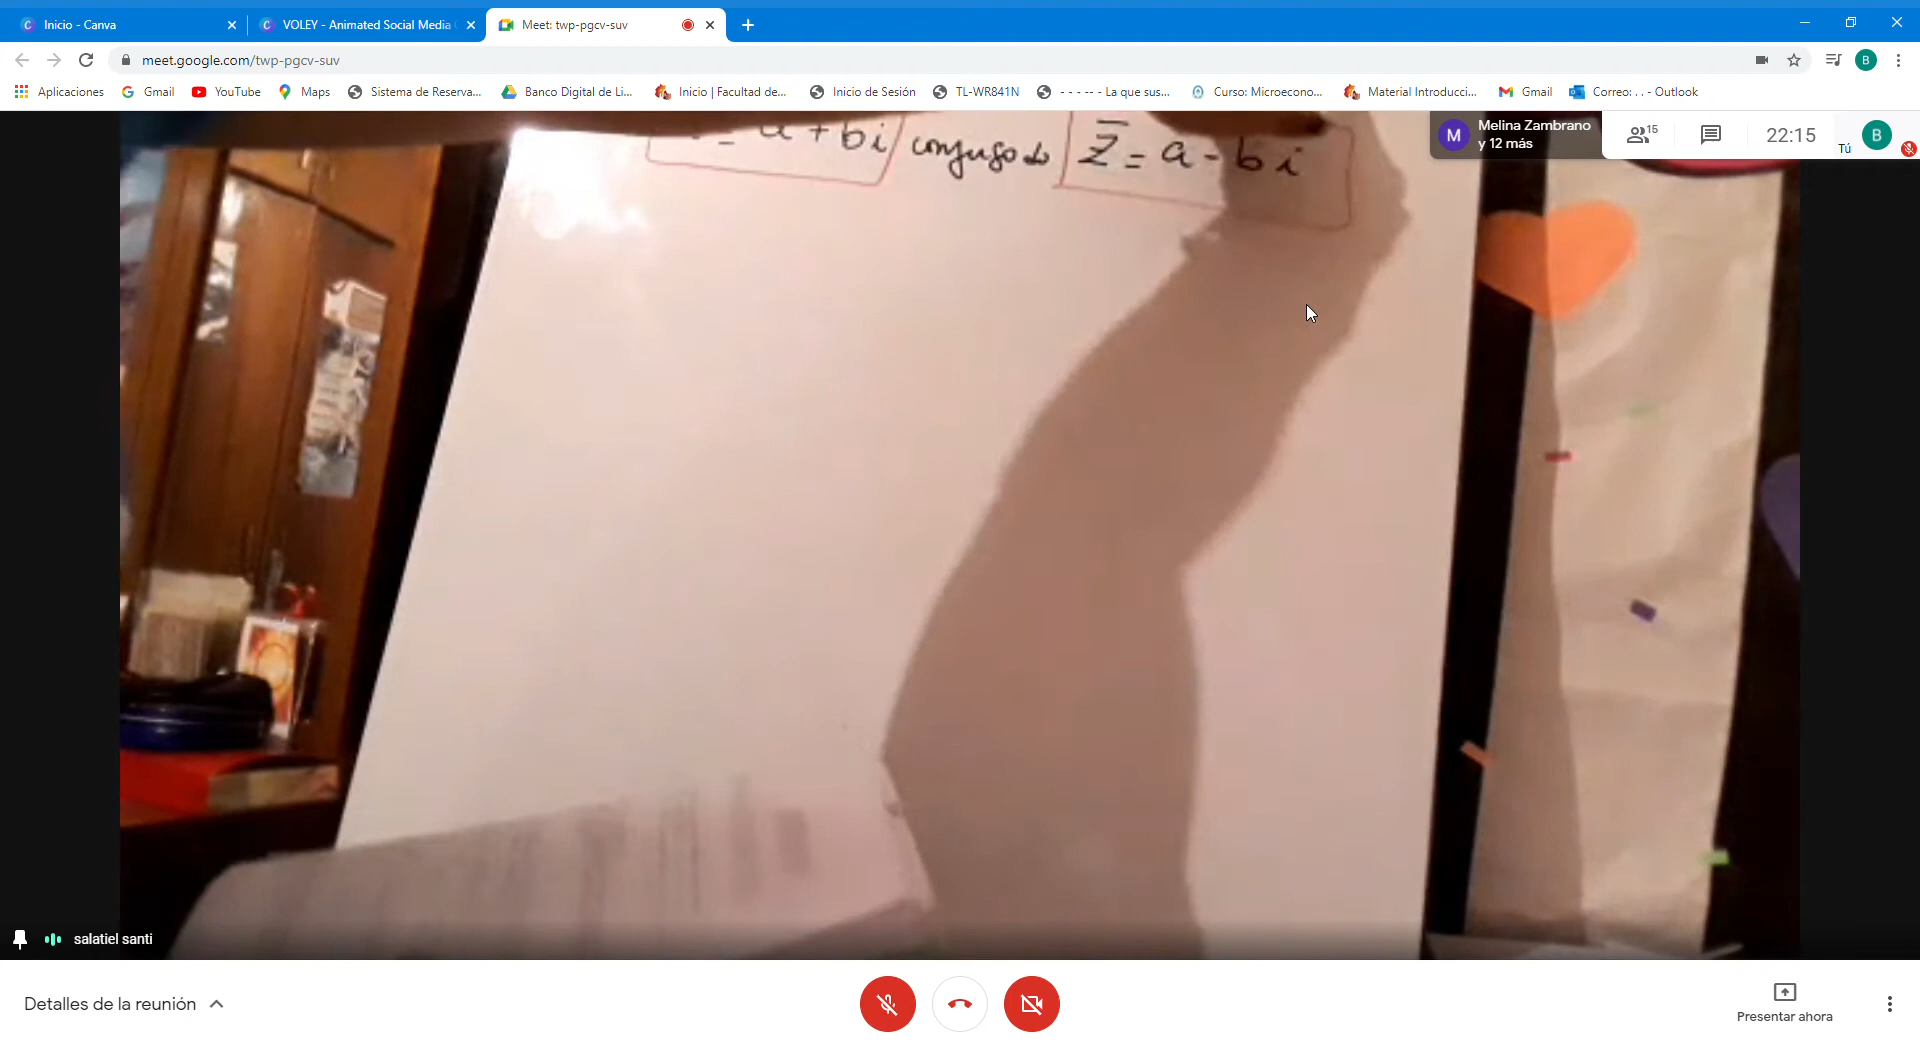 Inicio - Canva
VOLEY - Animated Social Media
Meet: twp-pgcv-suv
meet.google.com/twp-pgcv-suv
B
Aplicaciones
Gmail
YouTube
Maps
Sistema de Reserva...
Banco Digital de Li...
Inicio | Facultad de...
Inicio de Sesión
TL-WR841N
- - - -- - La que sus...
Curso: Microecono...
Material Introducci...
Gmail
Correo: . . - Outlook
= a + bi conjugado z̅ = a - bi
M
Melina Zambrano
y 12 más
15
22:15
Tú
B
salatiel santi
Detalles de la reunión
Presentar ahora